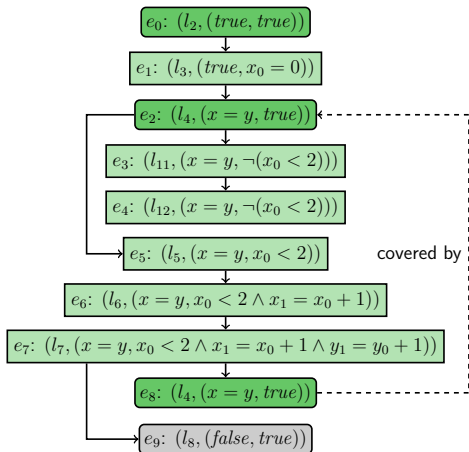 e₀: (l₂, (true, true))
e₁: (l₃, (true, x₀ = 0))
e₂: (l₄, (x = y, true))
e₃: (l₁₁, (x = y, ¬(x₀ < 2)))
e₄: (l₁₂, (x = y, ¬(x₀ < 2)))
covered by
e₅: (l₅, (x = y, x₀ < 2))
e₆: (l₆, (x = y, x₀ < 2 ∧ x₁ = x₀ + 1))
e₇: (l₇, (x = y, x₀ < 2 ∧ x₁ = x₀ + 1 ∧ y₁ = y₀ + 1))
e₈: (l₄, (x = y, true))
e₉: (l₈, (false, true))